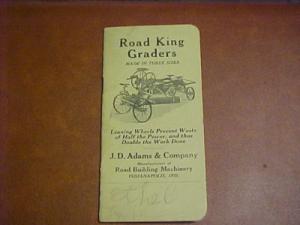 Road King
Graders
MADE IN THREE SIZES
Leaning Wheels Prevent Waste
of Half the Power, and thus
Double the Work Done
J. D. Adams & Company
Manufacturers of
Road Building Machinery
INDIANAPOLIS, IND.